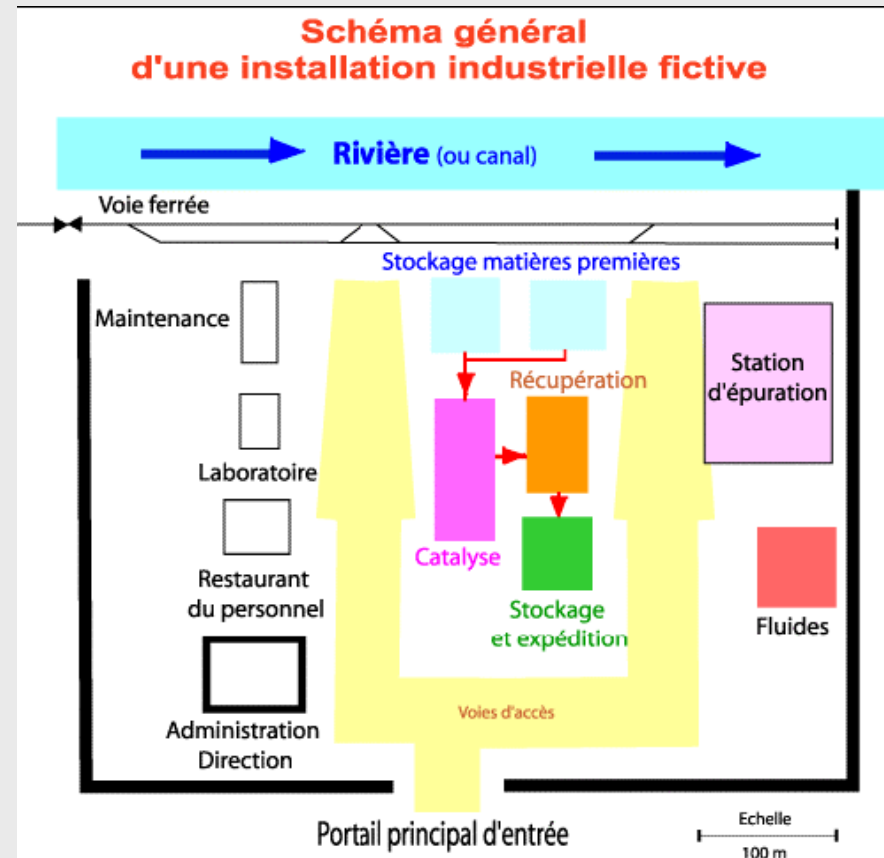 Schéma général
d'une installation industrielle fictive
Rivière (ou canal)
Voie ferrée
Stockage matières premières
Maintenance
Récupération
Station
d'épuration
Laboratoire
Catalyse
Restaurant
du personnel
Stockage
et expédition
Fluides
Administration
Direction
Voies d'accès
Portail principal d'entrée
Echelle
100 m